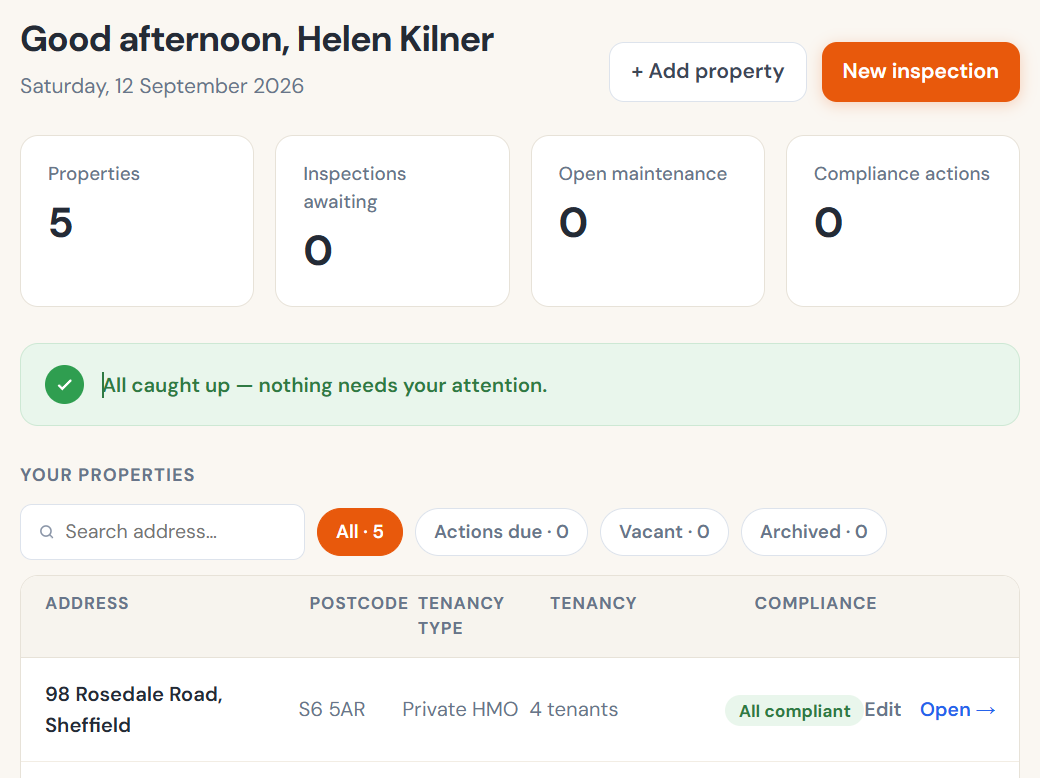 Good afternoon, Helen Kilner
Saturday, 12 September 2026
+ Add property
New inspection
Properties
5
Inspections
awaiting
0
Open maintenance
0
Compliance actions
0
All caught up — nothing needs your attention.
YOUR PROPERTIES
Search address...
All · 5
Actions due · 0
Vacant · 0
Archived · 0
ADDRESS
POSTCODE
TENANCY
TYPE
TENANCY
COMPLIANCE
98 Rosedale Road,
Sheffield
S6 5AR
Private HMO
4 tenants
All compliant
Edit
Open →